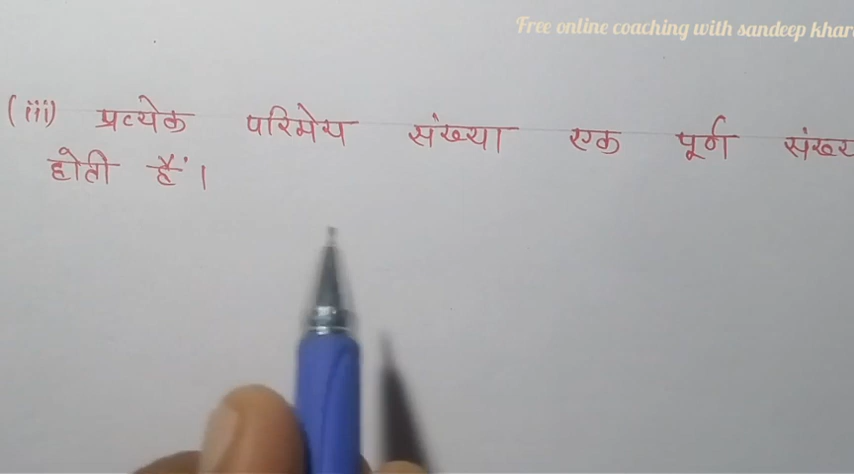 Free online coaching with sandeep khar
(iii) प्रत्येक परिमेय संख्या एक पूर्ण संख्य
होती हैं।